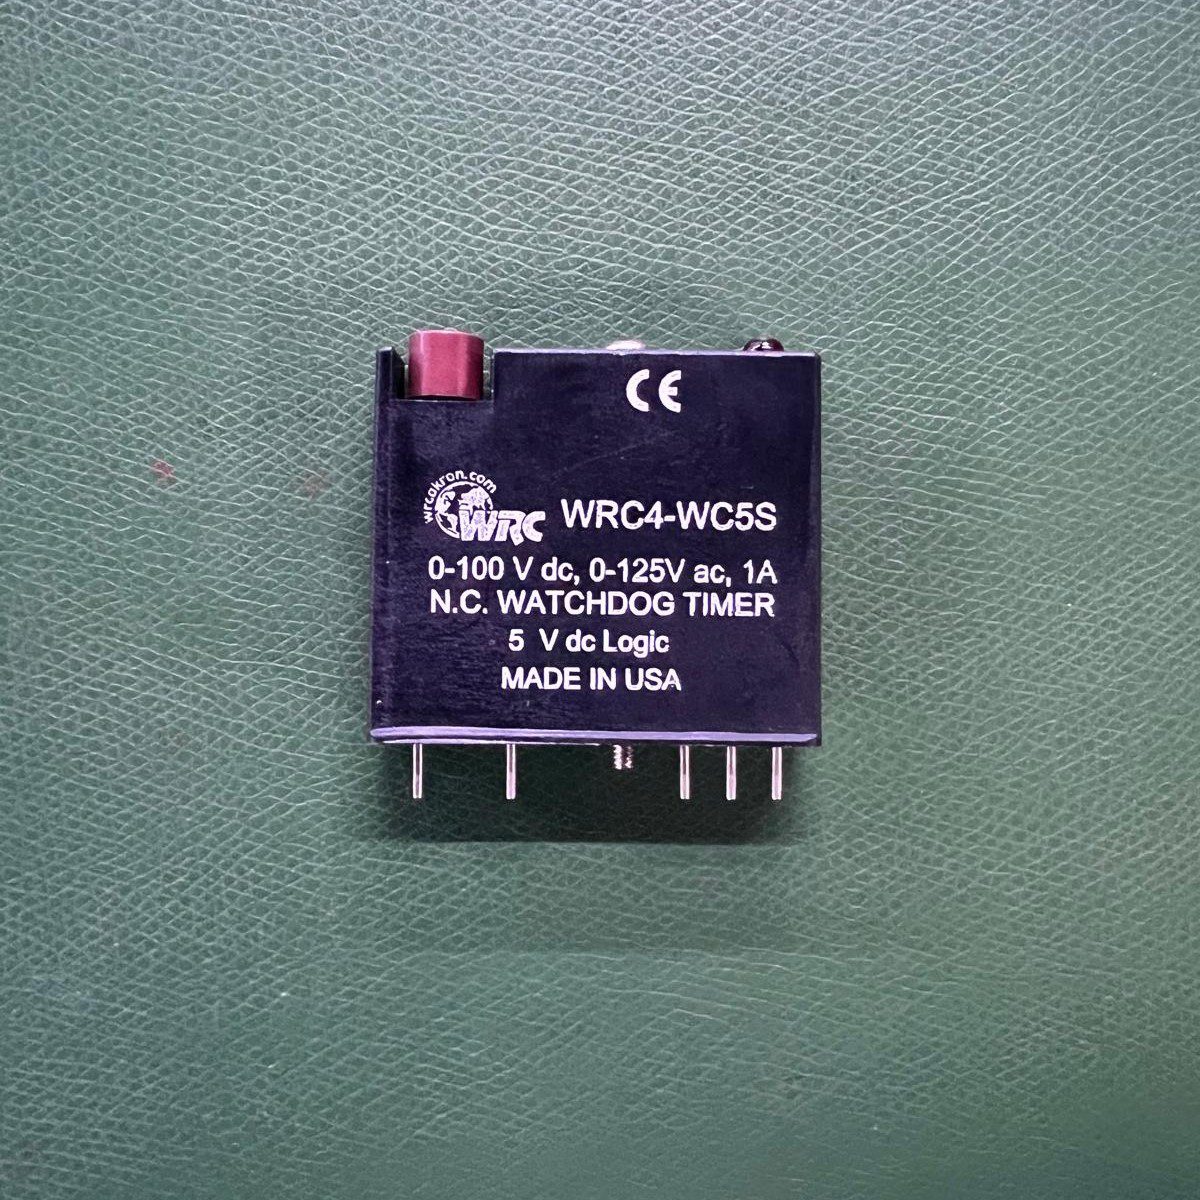 CE
wrcakron.com
WRC WRC4-WC5S
0-100 V dc, 0-125V ac, 1A
N.C. WATCHDOG TIMER
5 V dc Logic
MADE IN USA